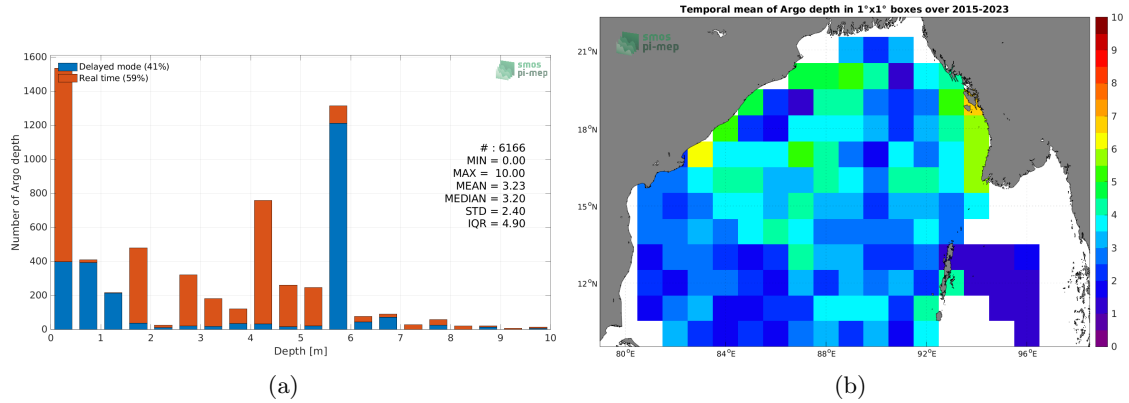 Temporal mean of Argo depth in 1°x1° boxes over 2015-2023
1600
1400
1200
1000
800
600
400
200
0
Number of Argo depth
Delayed mode (41%)
Real time (59%)
smos
pi-mep
# : 6166
MIN = 0.00
MAX = 10.00
MEAN = 3.23
MEDIAN = 3.20
STD = 2.40
IQR = 4.90
0 1 2 3 4 5 6 7 8 9 10
Depth [m]
(a)
smos
pi-mep
21°N
18°N
15°N
12°N
80°E 84°E 88°E 92°E 96°E
10
9
8
7
6
5
4
3
2
1
0
(b)